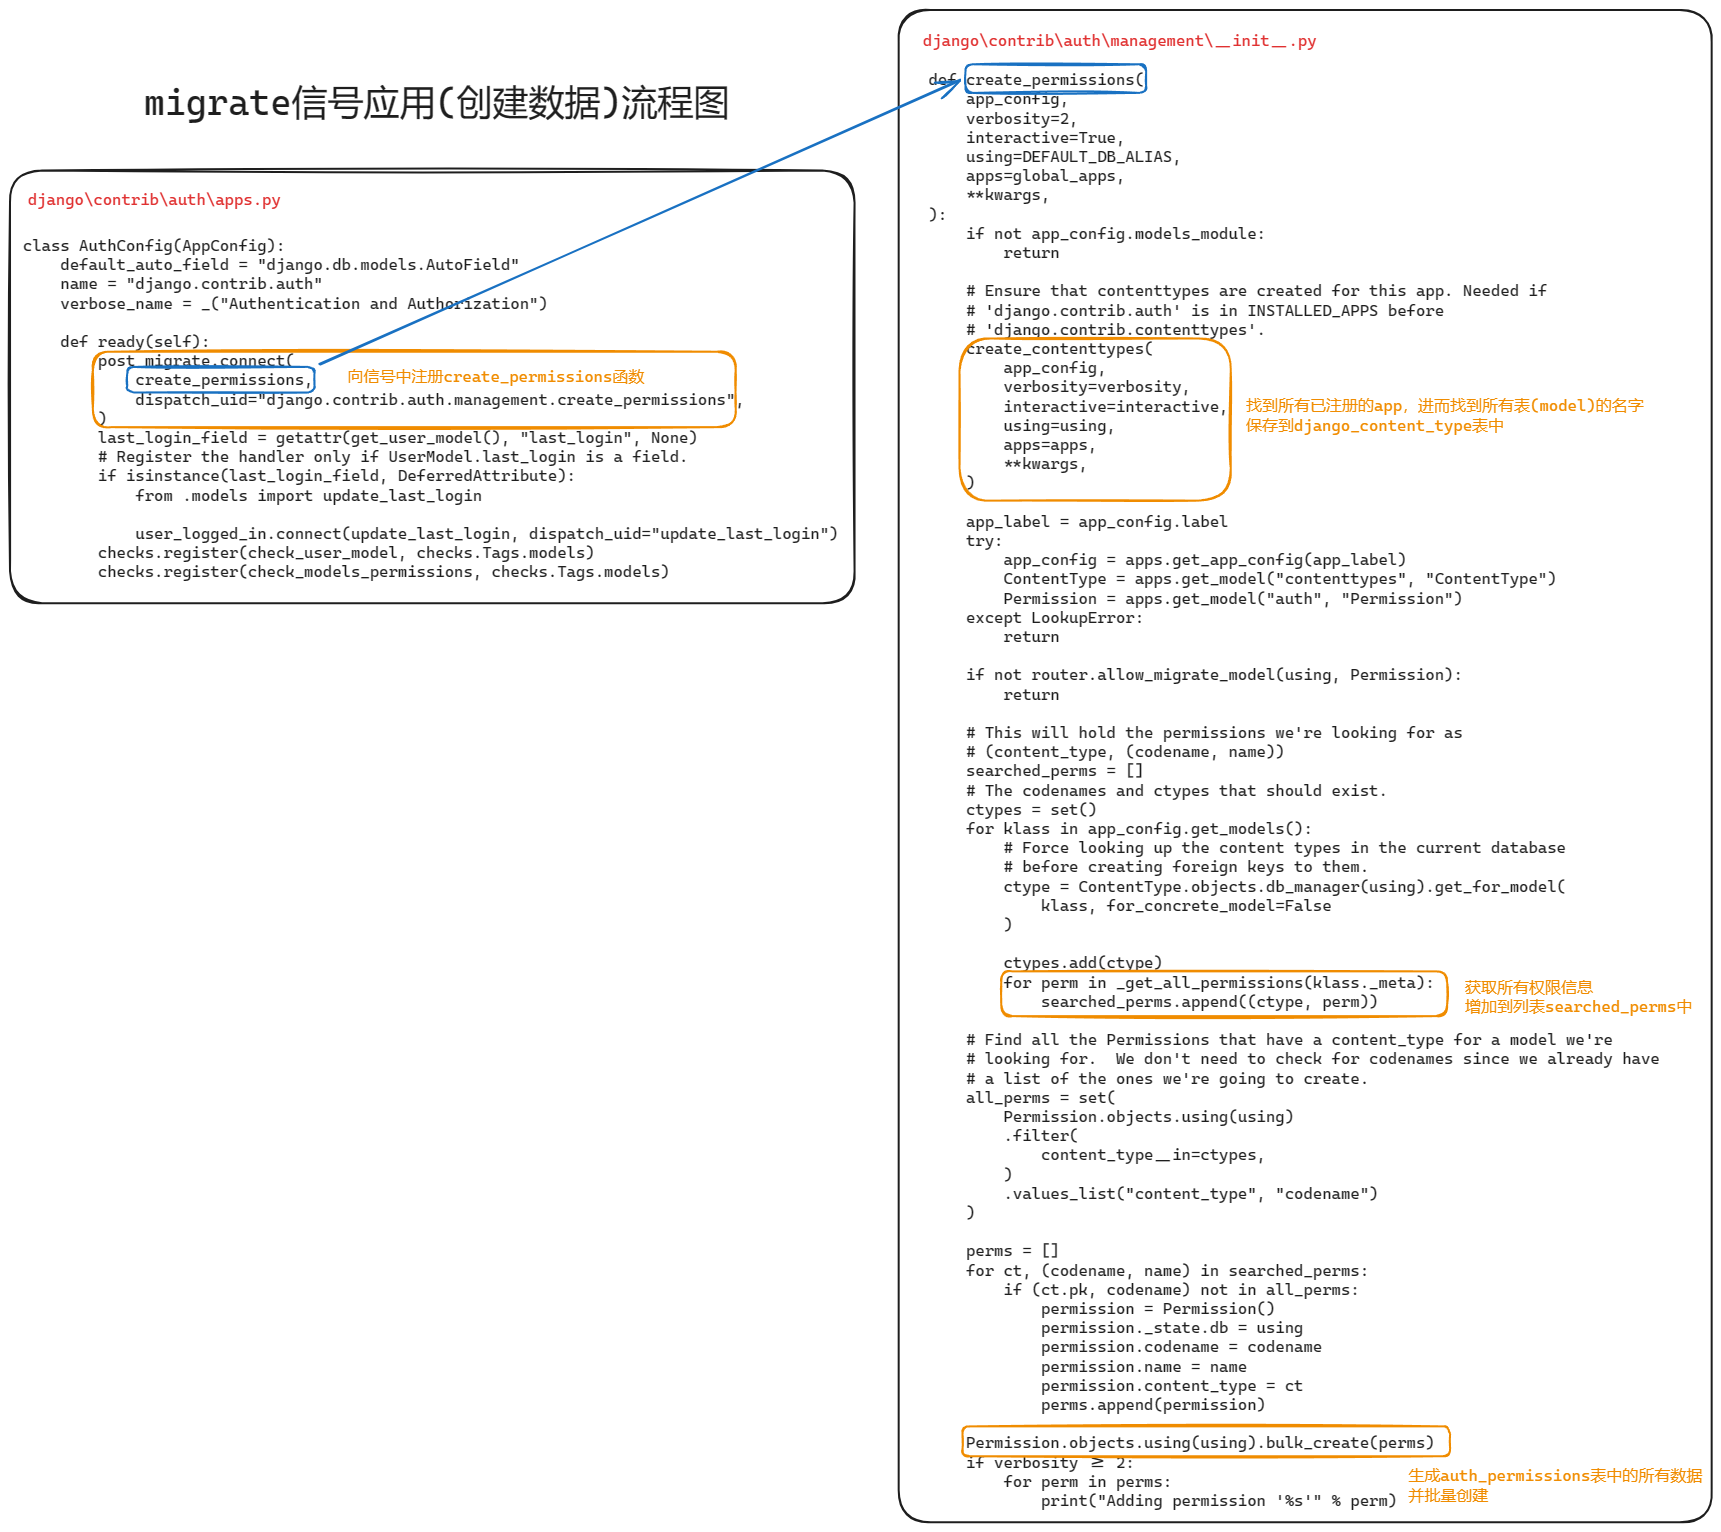 migrate信号应用(创建数据)流程图
django\contrib\auth\apps.py
class AuthConfig(AppConfig):
    default_auto_field = "django.db.models.AutoField"
    name = "django.contrib.auth"
    verbose_name = _("Authentication and Authorization")

    def ready(self):
        post_migrate.connect(
            create_permissions,
向信号中注册create_permissions函数
            dispatch_uid="django.contrib.auth.management.create_permissions",
        )
        last_login_field = getattr(get_user_model(), "last_login", None)
        # Register the handler only if UserModel.last_login is a field.
        if isinstance(last_login_field, DeferredAttribute):
            from .models import update_last_login

            user_logged_in.connect(update_last_login, dispatch_uid="update_last_login")
        checks.register(check_user_model, checks.Tags.models)
        checks.register(check_models_permissions, checks.Tags.models)
django\contrib\auth\management\__init__.py
def create_permissions(
    app_config,
    verbosity=2,
    interactive=True,
    using=DEFAULT_DB_ALIAS,
    apps=global_apps,
    **kwargs,
):
    if not app_config.models_module:
        return

    # Ensure that contenttypes are created for this app. Needed if
    # 'django.contrib.auth' is in INSTALLED_APPS before
    # 'django.contrib.contenttypes'.
    create_contenttypes(
        app_config,
        verbosity=verbosity,
        interactive=interactive,
        using=using,
        apps=apps,
        **kwargs,
    )
找到所有已注册的app，进而找到所有表(model)的名字
保存到django_content_type表中

    app_label = app_config.label
    try:
        app_config = apps.get_app_config(app_label)
        ContentType = apps.get_model("contenttypes", "ContentType")
        Permission = apps.get_model("auth", "Permission")
    except LookupError:
        return

    if not router.allow_migrate_model(using, Permission):
        return

    # This will hold the permissions we're looking for as
    # (content_type, (codename, name))
    searched_perms = []
    # The codenames and ctypes that should exist.
    ctypes = set()
    for klass in app_config.get_models():
        # Force looking up the content types in the current database
        # before creating foreign keys to them.
        ctype = ContentType.objects.db_manager(using).get_for_model(
            klass, for_concrete_model=False
        )

        ctypes.add(ctype)
        for perm in _get_all_permissions(klass._meta):
            searched_perms.append((ctype, perm))
获取所有权限信息
增加到列表searched_perms中

    # Find all the Permissions that have a content_type for a model we're
    # looking for.  We don't need to check for codenames since we already have
    # a list of the ones we're going to create.
    all_perms = set(
        Permission.objects.using(using)
        .filter(
            content_type__in=ctypes,
        )
        .values_list("content_type", "codename")
    )

    perms = []
    for ct, (codename, name) in searched_perms:
        if (ct.pk, codename) not in all_perms:
            permission = Permission()
            permission._state.db = using
            permission.codename = codename
            permission.name = name
            permission.content_type = ct
            perms.append(permission)

    Permission.objects.using(using).bulk_create(perms)
    if verbosity ≥ 2:
        for perm in perms:
            print("Adding permission '%s'" % perm)
生成auth_permissions表中的所有数据
并批量创建